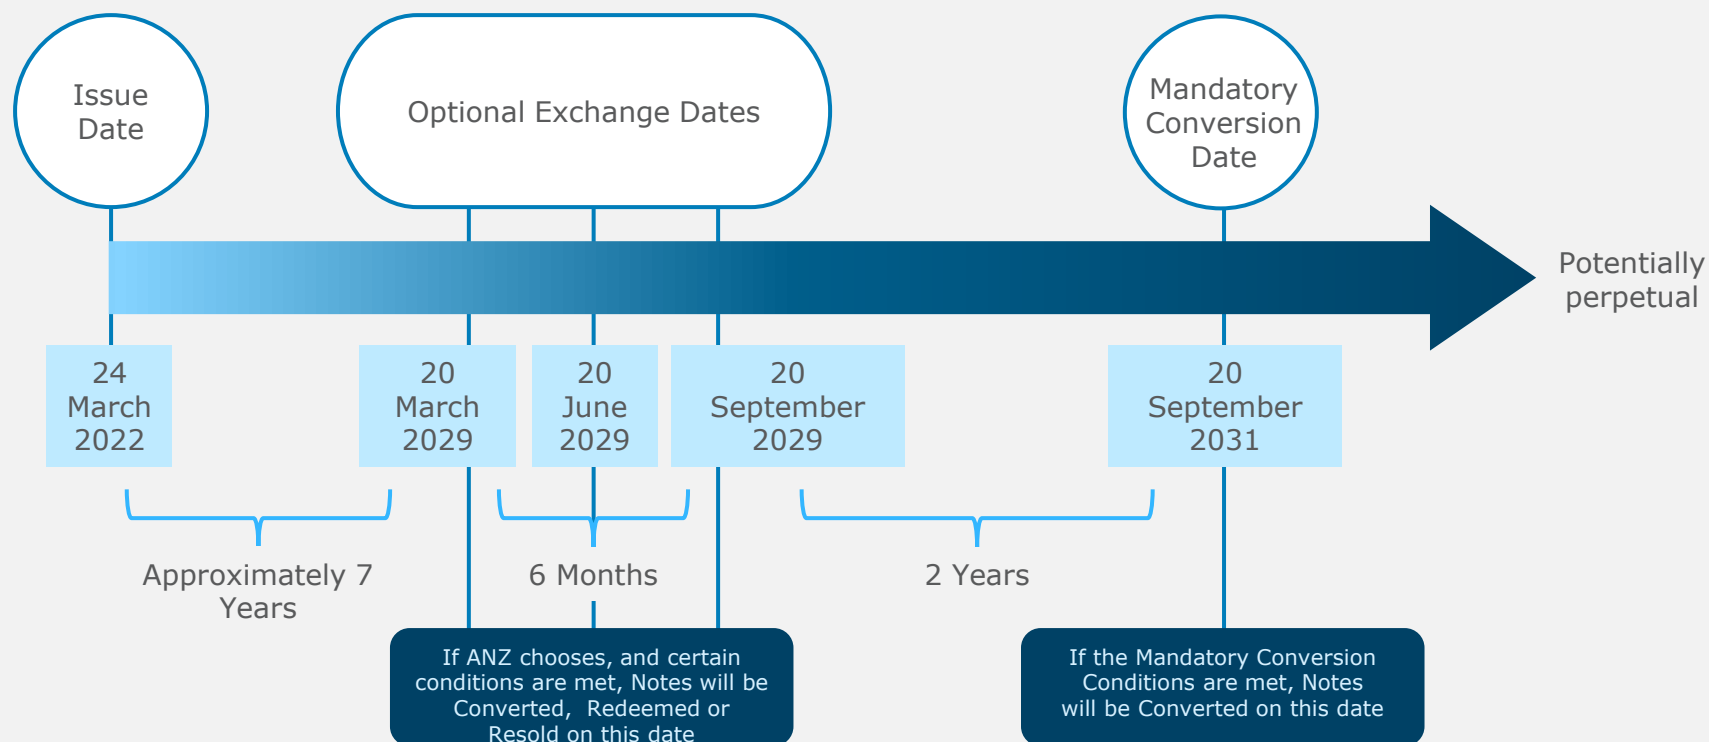 Issue
Date
Optional Exchange Dates
Mandatory
Conversion
Date
Potentially
perpetual
24
March
2022
20
March
2029
20
June
2029
20
September
2029
20
September
2031
Approximately 7
Years
6 Months
2 Years
If ANZ chooses, and certain
conditions are met, Notes will be
Converted, Redeemed or
Resold on this date
If the Mandatory Conversion
Conditions are met, Notes
will be Converted on this date